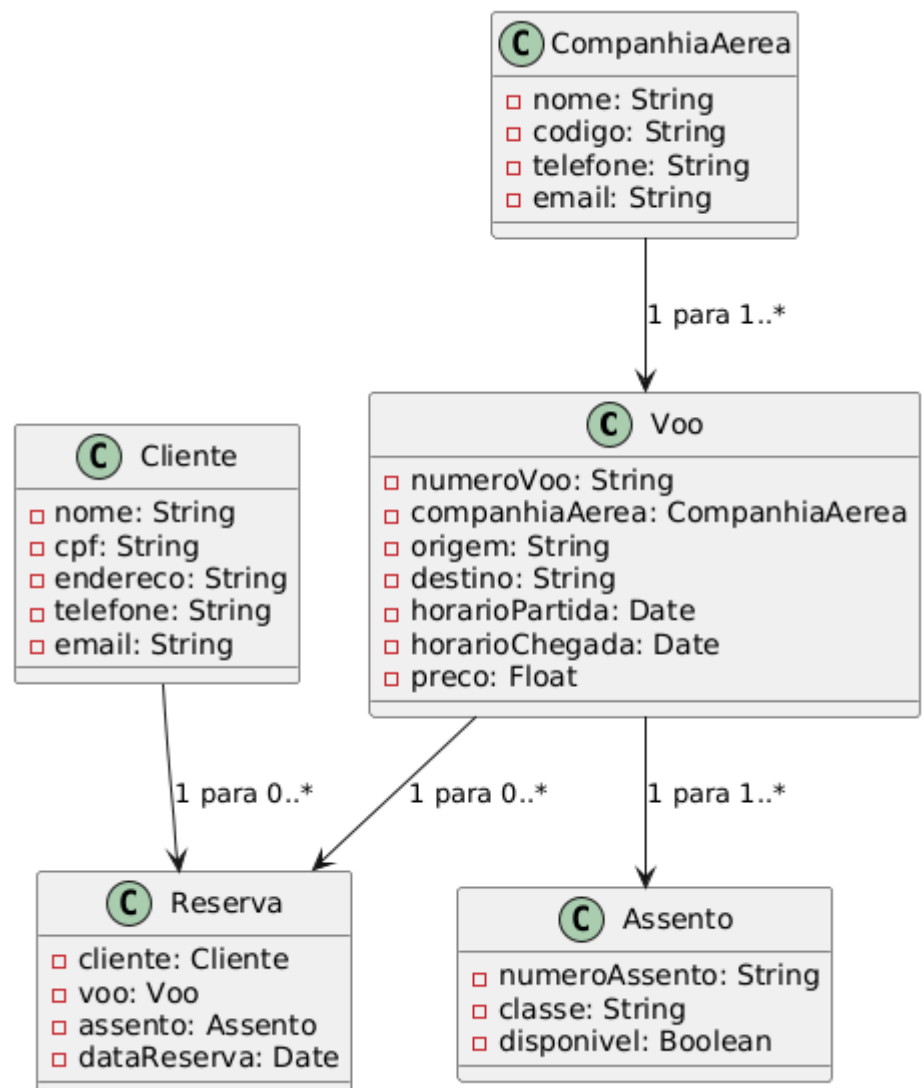 C CompanhiaAerea
nome: String
codigo: String
telefone: String
email: String
1 para 1..*
C Cliente
nome: String
cpf: String
endereco: String
telefone: String
email: String
C Voo
numeroVoo: String
companhiaAerea: CompanhiaAerea
origem: String
destino: String
horarioPartida: Date
horarioChegada: Date
preco: Float
1 para 0..*
1 para 0..*
1 para 1..*
C Reserva
cliente: Cliente
voo: Voo
assento: Assento
dataReserva: Date
C Assento
numeroAssento: String
classe: String
disponivel: Boolean